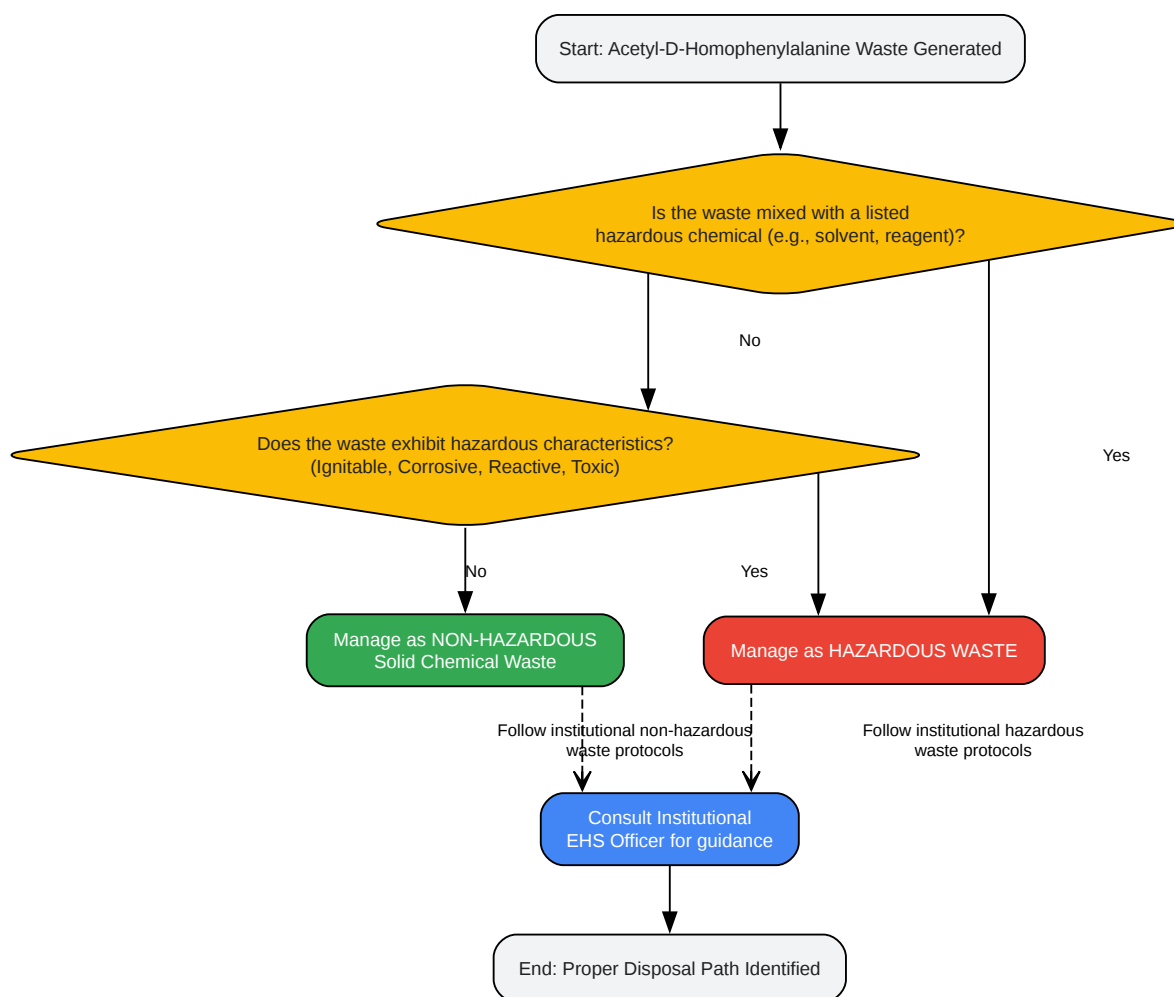 Start: Acetyl-D-Homophenylalanine Waste Generated
Is the waste mixed with a listed
hazardous chemical (e.g., solvent, reagent)?
No
Does the waste exhibit hazardous characteristics?
(Ignitable, Corrosive, Reactive, Toxic)
Yes
No
Yes
Manage as NON-HAZARDOUS
Solid Chemical Waste
Manage as HAZARDOUS WASTE
Follow institutional non-hazardous
waste protocols
Follow institutional hazardous
waste protocols
Consult Institutional
EHS Officer for guidance
End: Proper Disposal Path Identified